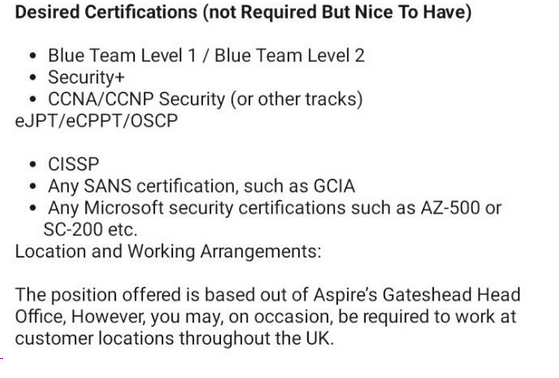 Desired Certifications (not Required But Nice To Have)
• Blue Team Level 1 / Blue Team Level 2
• Security+
• CCNA/CCNP Security (or other tracks)
eJPT/eCPPT/OSCP
• CISSP
• Any SANS certification, such as GCIA
• Any Microsoft security certifications such as AZ-500 or
SC-200 etc.
Location and Working Arrangements:
The position offered is based out of Aspire's Gateshead Head
Office, However, you may, on occasion, be required to work at
customer locations throughout the UK.